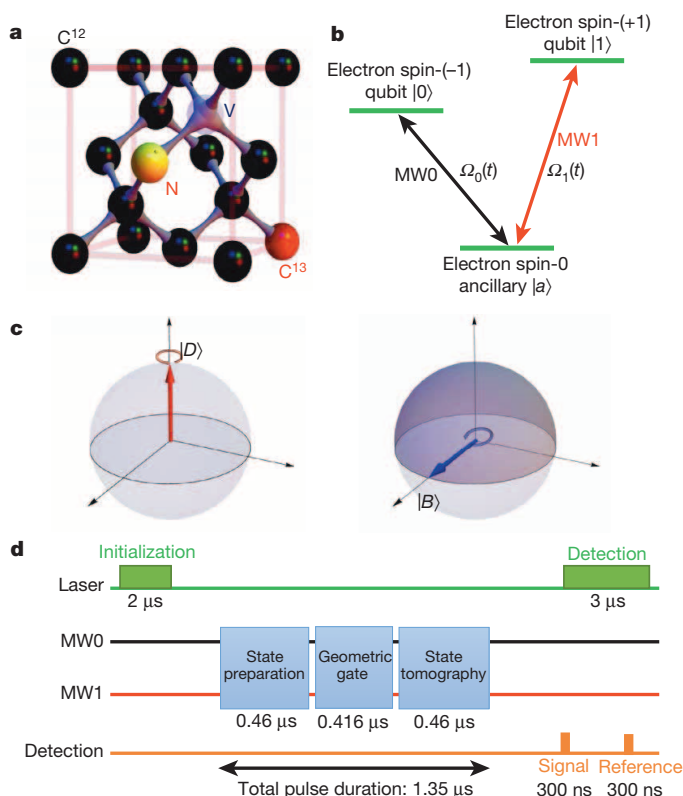 a
C12
V
N
C13
b
Electron spin-(+1)
qubit |1⟩
Electron spin-(–1)
qubit |0⟩
MW1
MW0
Ω0(t)
Ω1(t)
Electron spin-0
ancillary |a⟩
c
|D⟩
|B⟩
d
Initialization
Detection
Laser
2 μs
3 μs
MW0
State
preparation
Geometric
gate
State
tomography
MW1
0.46 μs
0.416 μs
0.46 μs
Detection
Signal
Reference
Total pulse duration: 1.35 μs
300 ns
300 ns